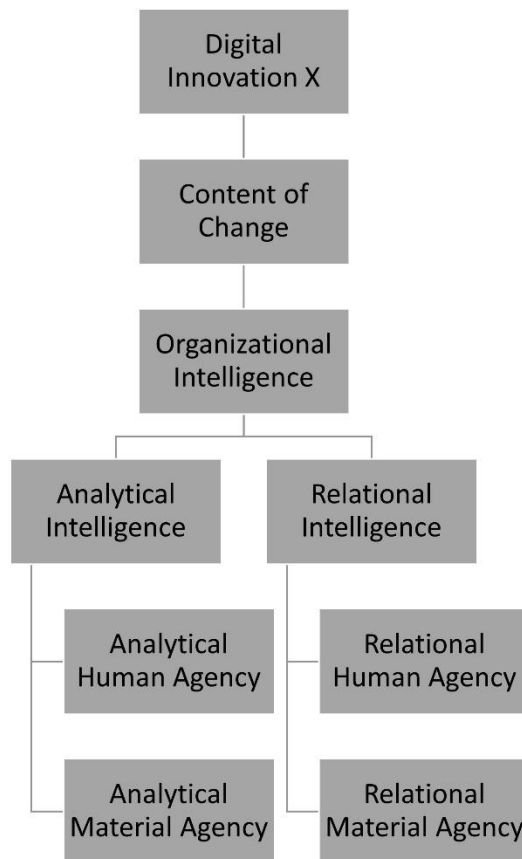 Digital
Innovation X
Content of
Change
Organizational
Intelligence
Analytical
Intelligence
Relational
Intelligence
Analytical
Human Agency
Relational
Human Agency
Analytical
Material Agency
Relational
Material Agency